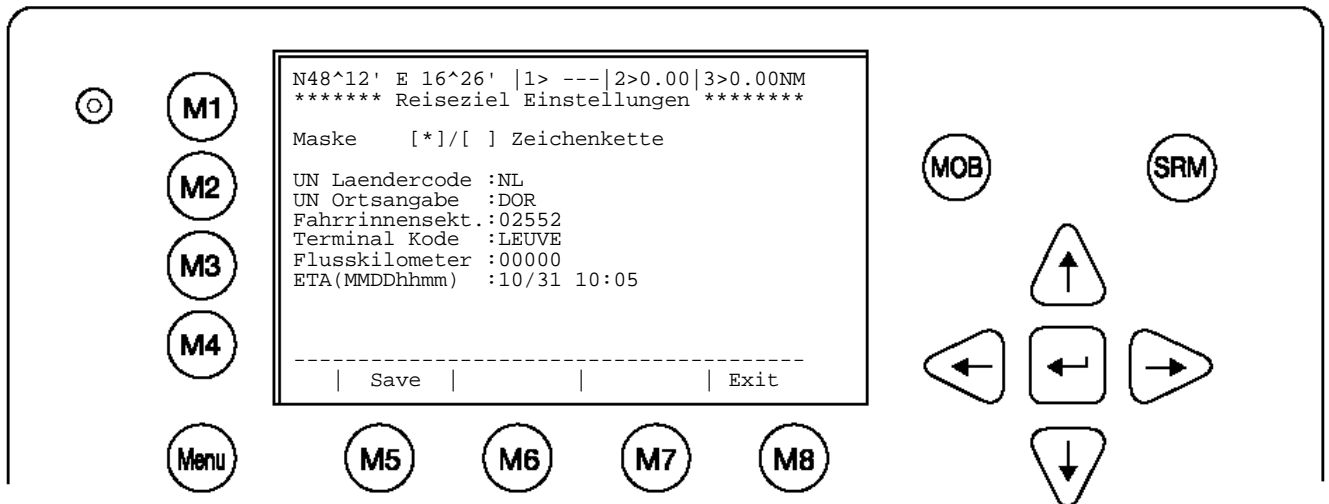 N48^12' E 16^26' |1> ---|2>0.00|3>0.00NM
******* Reiseziel Einstellungen ********
Maske [*]/[ ] Zeichenkette
UN Laendercode :NL
UN Ortsangabe :DOR
Fahrrinnensekt.:02552
Terminal Kode :LEUVE
Flusskilometer :00000
ETA(MMDDhhmm) :10/31 10:05
----------------------------------------
| Save | | | Exit
M1
M2
M3
M4
Menu
M5
M6
M7
M8
MOB
SRM